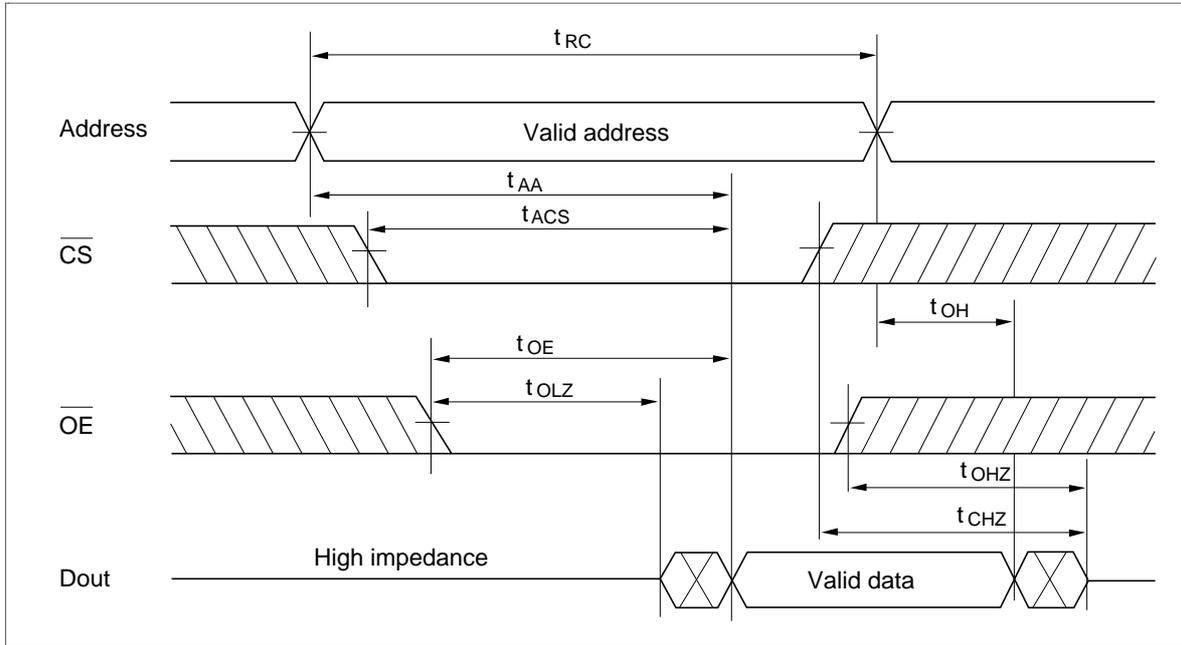 t RC
Address
Valid address
t AA
t ACS
CS
t OH
t OE
t OLZ
OE
t OHZ
t CHZ
High impedance
Dout
Valid data